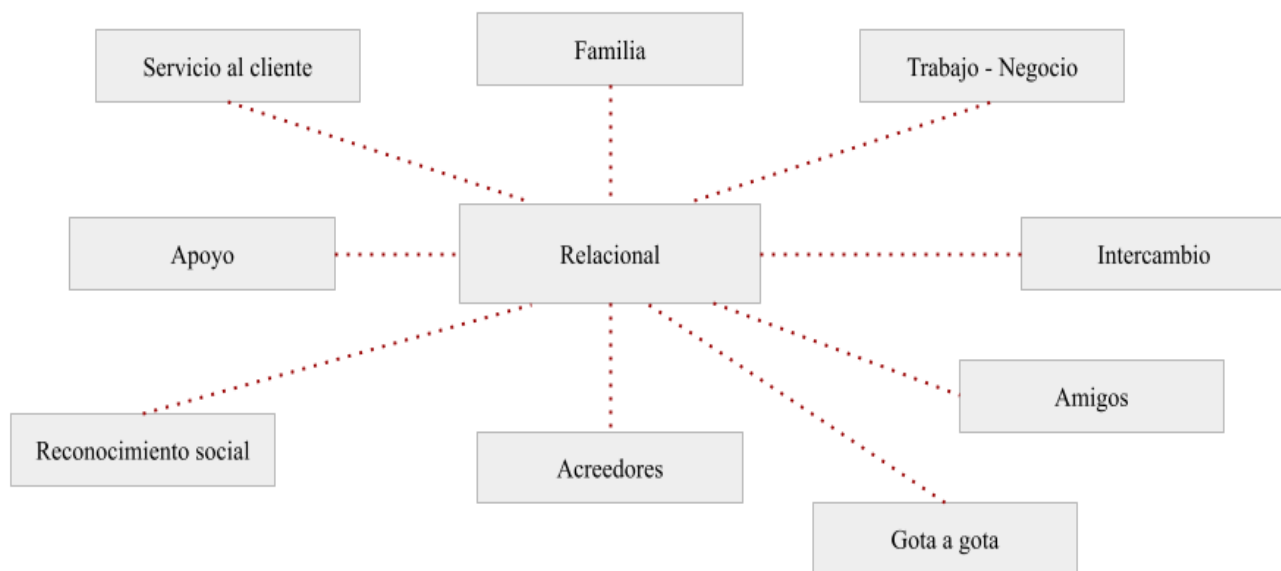 Servicio al cliente
Familia
Trabajo - Negocio
Apoyo
Relacional
Intercambio
Amigos
Reconocimiento social
Acreedores
Gota a gota